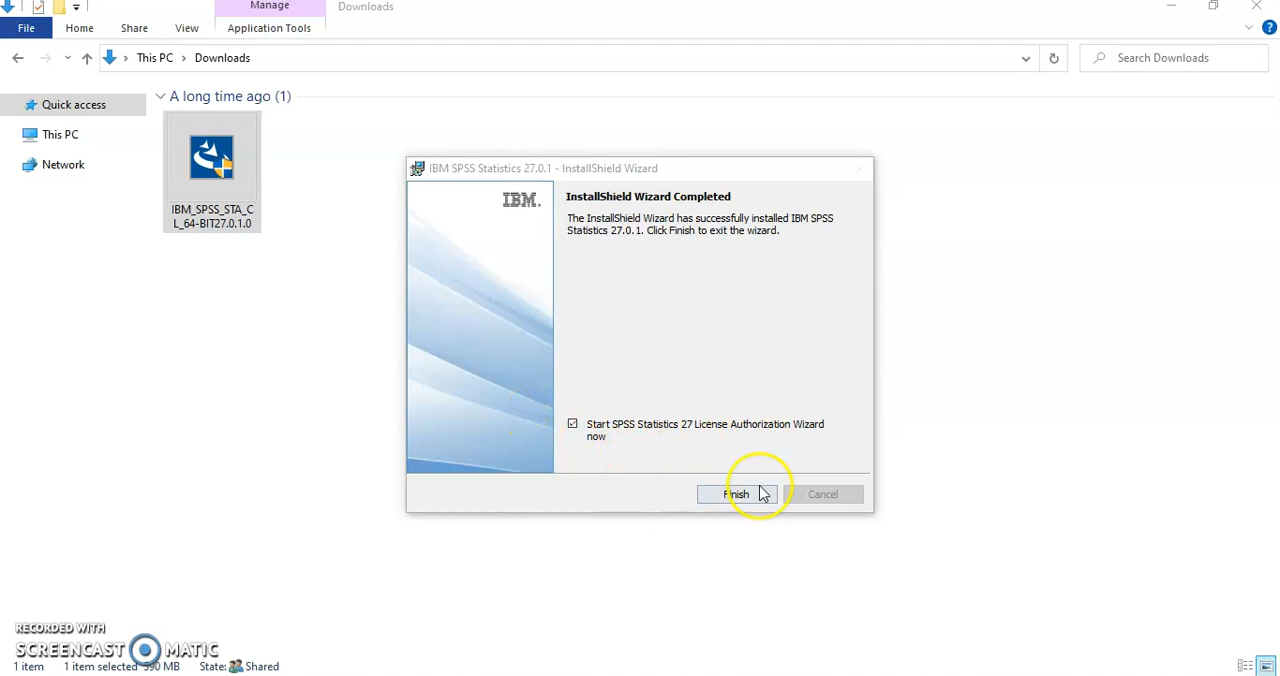 Manage
Downloads
File
Home
Share
View
Application Tools
This PC
Downloads
Search Downloads
Quick access
This PC
Network
A long time ago (1)
IBM_SPSS_STA_C
L_64-BIT27.0.1.0
IBM SPSS Statistics 27.0.1 - InstallShield Wizard
IBM.
InstallShield Wizard Completed
The InstallShield Wizard has successfully installed IBM SPSS
Statistics 27.0.1. Click Finish to exit the wizard.
Start SPSS Statistics 27 License Authorization Wizard
now
Finish
Cancel
RECORDED WITH
SCREENCAST MATIC
1 item
1 item selected 590 MB
State: Shared